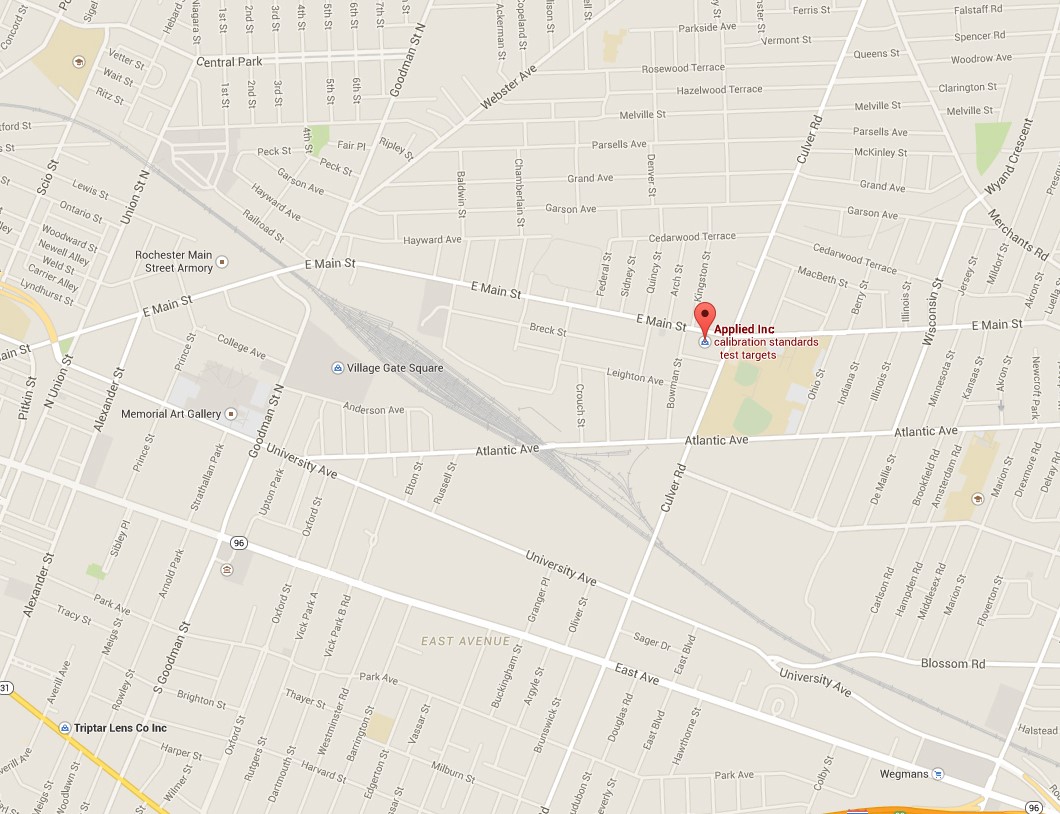 Concord St
Hebard
Niagara St
1st St
2nd St
3rd St
5th St
6th St
7th St
Goodman St N
Ackerman St
Copeland St
Parkside Ave
Ferris St
Falstaff Rd
Vermont St
Queens St
Spencer Rd
Woodrow Ave
Vetter St
Wait St
Ritz St
Central Park
1st St
2nd St
3rd St
5th St
6th St
Webster Ave
Rosewood Terrace
Hazelwood Terrace
Clarington St
Melville St
Melville St
Melville St
Culver Rd
Parsells Ave
Parsells Ave
McKinley St
Wyand Crescent
4th St
Fair Pl
Ripley St
Peck St
Peck St
Garson Ave
Hayward Ave
Railroad St
Baldwin St
Chamberlain St
Denver St
Grand Ave
Grand Ave
Garson Ave
Garson Ave
Merchants Rd
Scio St
Union St N
Lewis St
Ontario St
Woodward St
Newell Alley
Weld St
Carrier Alley
Lyndhurst St
Hayward Ave
Cedarwood Terrace
Cedarwood Terrace
MacBeth St
Berry St
Illinois St
Wisconsin St
Jersey St
Mildorf St
Akron St
Rochester Main
Street Armory
E Main St
E Main St
E Main St
E Main St
E Main St
Federal St
Sidney St
Quincy St
Arch St
Kingston St
Applied Inc
calibration standards
test targets
Breck St
Leighton Ave
Crouch St
Bowman St
Prince St
College Ave
Village Gate Square
Memorial Art Gallery
Anderson Ave
Goodman St N
Pitkin St
N Union St
Alexander St
Ohio St
Indiana St
Illinois St
Minnesota St
Kansas St
Akron St
Newcroft Park
Atlantic Ave
Atlantic Ave
Atlantic Ave
University Ave
Prince St
Strathallan Park
Upton Park
Oxford St
Elton St
Russell St
Culver Rd
De Mallie St
Brookfield Rd
Amsterdam Rd
Marion St
Drexmore Rd
Delray Rd
96
Sibley Pl
Arnold Park
Alexander St
Park Ave
Tracy St
Meigs St
Oxford St
Vick Park A
Vick Park B Rd
University Ave
Granger Pl
Oliver St
EAST AVENUE
Sager Dr
East Blvd
East Ave
Carlson Rd
Hampden Rd
Middlesex Rd
Marion St
Floverton St
University Ave
Blossom Rd
S Goodman St
Averill Ave
Rowley St
Brighton St
Park Ave
Thayer St
Westminster Rd
Barrington St
Vassar St
Buckingham St
Argyle St
Brunswick St
Douglas Rd
East Blvd
Hawthorne St
31
Triptar Lens Co Inc
Harper St
Oxford St
Rutgers St
Dartmouth St
Harvard St
Edgerton St
Milburn St
Park Ave
Colby St
Wegmans
Halstead
Averill Ave
Meigs St
Woodlawn St
Wilmer St
96